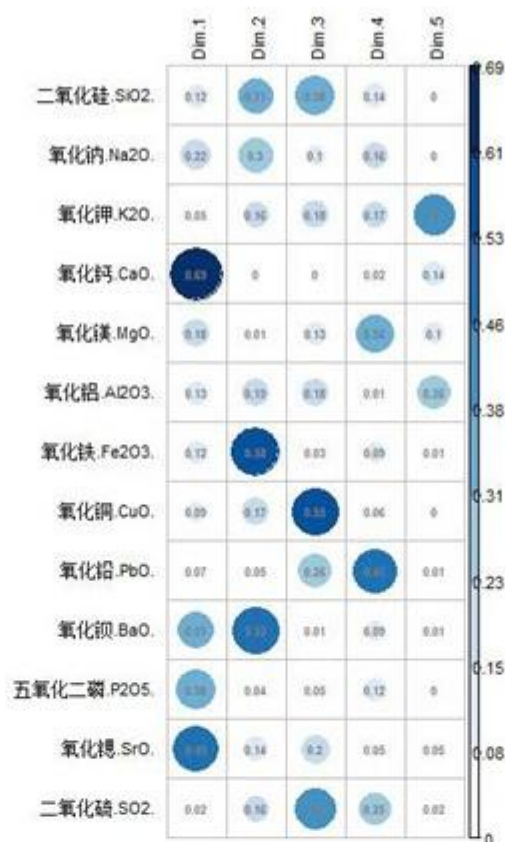 Dim.1 Dim.2 Dim.3 Dim.4 Dim.5
二氧化硅.SiO2. 0.12 0.14 0
氧化钠.Na2O. 0.22 0.3 0.1 0.16 0
氧化钾.K2O. 0.05 0.16 0.18 0.17
氧化钙.CaO. 0.69 0 0 0.02 0.14
氧化镁.MgO. 0.18 0.01 0.13 0.1
氧化铝.Al2O3. 0.13 0.19 0.18 0.01
氧化铁.Fe2O3. 0.12 0.58 0.03 0.09 0.01
氧化铜.CuO. 0.09 0.17 0.06 0
氧化铅.PbO. 0.07 0.05 0.26 0.01
氧化钡.BaO. 0.01 0.09 0.01
五氧化二磷.P2O5. 0.04 0.05 0.12 0
氧化锶.SrO. 0.14 0.2 0.05 0.05
二氧化硫.SO2. 0.02 0.16 0.02
0.69
0.61
0.53
0.46
0.38
0.31
0.23
0.15
0.08
0